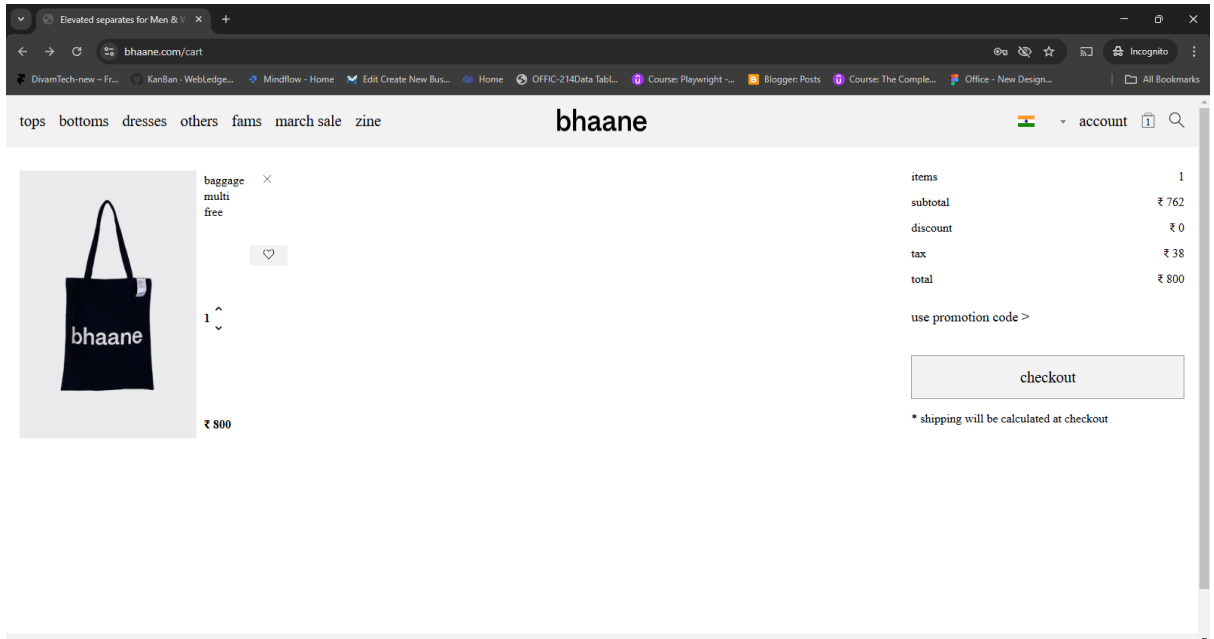 Elevated separates for Men & V
bhaane.com/cart
Incognito
DivamTech-new – Fr...
KanBan · WebLedge...
Mindflow - Home
Edit Create New Bus...
Home
OFFIC-214Data Tabl...
Course: Playwright -...
Blogger: Posts
Course: The Comple...
Office - New Design...
All Bookmarks
tops bottoms dresses others fams march sale zine
bhaane
account 1
baggage
multi
free
1
₹ 800
bhaane
items 1
subtotal ₹ 762
discount ₹ 0
tax ₹ 38
total ₹ 800
use promotion code >
checkout
* shipping will be calculated at checkout